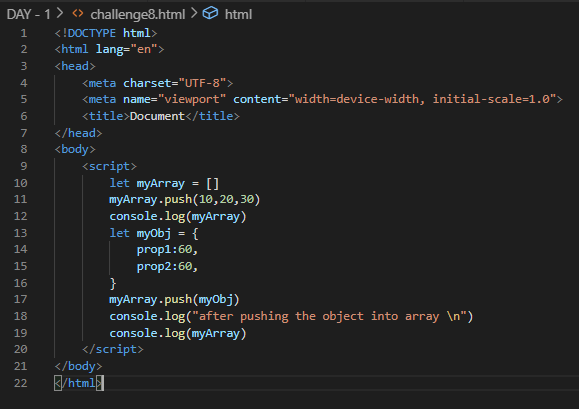 DAY - 1 > <> challenge8.html > html
1 <!DOCTYPE html>
2 <html lang="en">
3 <head>
4     <meta charset="UTF-8">
5     <meta name="viewport" content="width=device-width, initial-scale=1.0">
6     <title>Document</title>
7 </head>
8 <body>
9     <script>
10         let myArray = []
11         myArray.push(10,20,30)
12         console.log(myArray)
13         let myObj = {
14             prop1:60,
15             prop2:60,
16         }
17         myArray.push(myObj)
18         console.log("after pushing the object into array \n")
19         console.log(myArray)
20     </script>
21 </body>
22 </html>